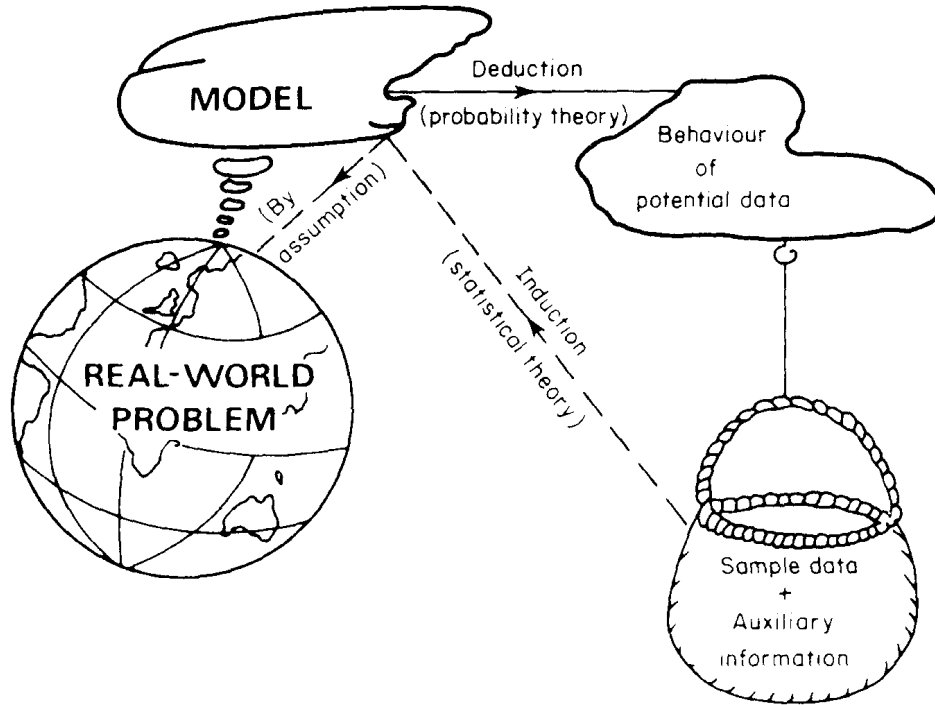 MODEL
Deduction
(probability theory)
Behaviour
of
potential data
(By
assumption)
Induction
(statistical theory)
REAL-WORLD
PROBLEM
Sample data
+
Auxiliary
information